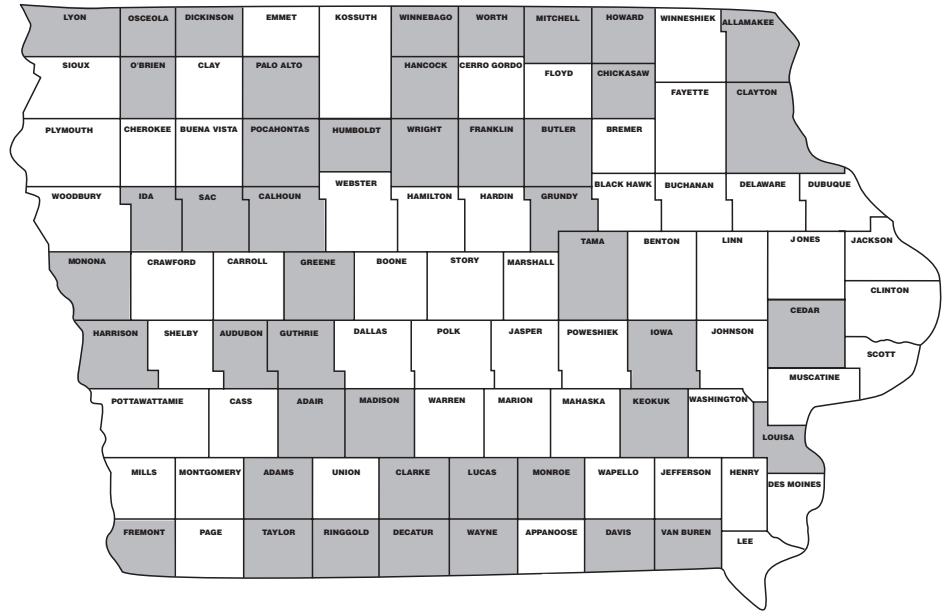 LYON OSCEOLA DICKINSON EMMET KOSSUTH WINNEBAGO WORTH MITCHELL HOWARD WINNESHIEK ALLAMAKEE
SIOUX O'BRIEN CLAY PALO ALTO HANCOCK CERRO GORDO FLOYD CHICKASAW
FAYETTE CLAYTON
PLYMOUTH CHEROKEE BUENA VISTA POCAHONTAS HUMBOLDT WRIGHT FRANKLIN BUTLER BREMER
WOODBURY IDA SAC CALHOUN WEBSTER HAMILTON HARDIN GRUNDY BLACK HAWK BUCHANAN DELAWARE DUBUQUE
TAMA BENTON LINN JONES JACKSON
MONONA CRAWFORD CARROLL GREENE BOONE STORY MARSHALL
CLINTON
CEDAR
HARRISON SHELBY AUDUBON GUTHRIE DALLAS POLK JASPER POWESHIEK IOWA JOHNSON
SCOTT
MUSCATINE
POTTAWATTAMIE CASS ADAIR MADISON WARREN MARION MAHASKA KEOKUK WASHINGTON
LOUISA
MILLS MONTGOMERY ADAMS UNION CLARKE LUCAS MONROE WAPELLO JEFFERSON HENRY
DES MOINES
FREMONT PAGE TAYLOR RINGGOLD DECATUR WAYNE APPANOOSE DAVIS VAN BUREN
LEE